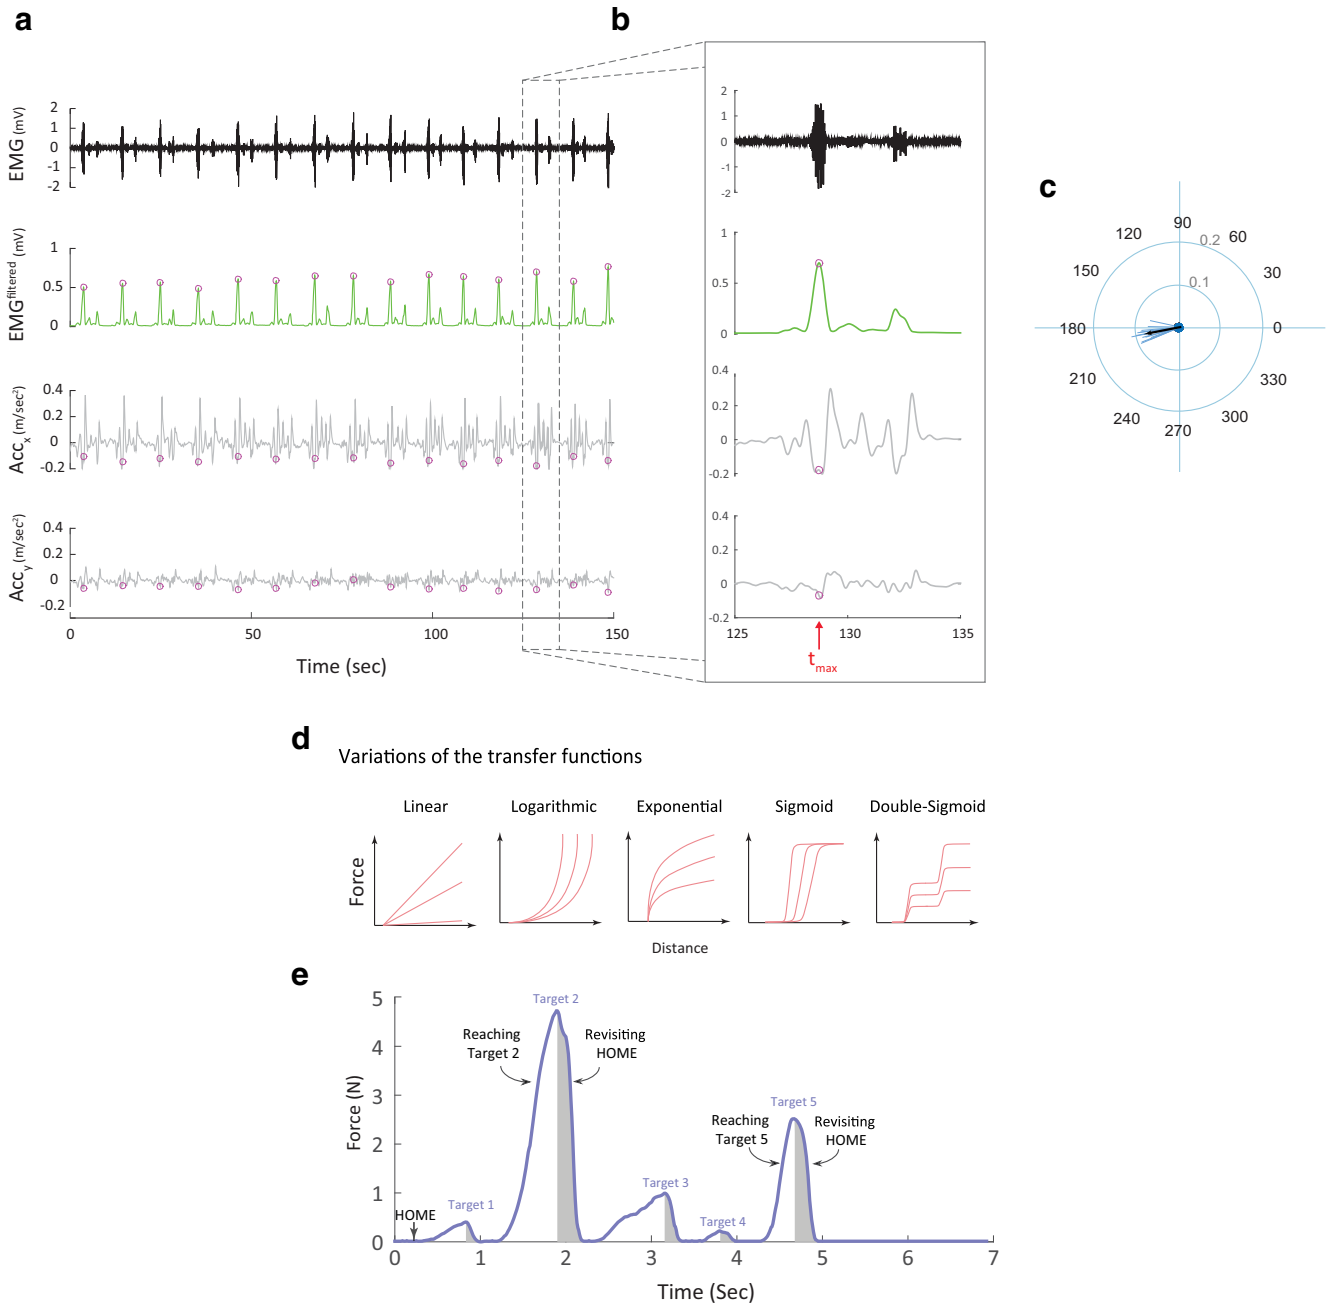 a
EMG (mV)
2
1
0
-1
-2
EMG^filtered (mV)
1
0.5
0
Acc_x (m/sec²)
0.4
0.2
0
-0.2
Acc_y (m/sec²)
0.4
0.2
0
-0.2
0
50
100
150
Time (sec)
b
2
1
0
-1
-2
1
0.5
0
0.4
0.2
0
-0.2
0.4
0.2
0
-0.2
125
130
135
t_max
c
90
120
0.2
60
150
30
0.1
180
0
210
330
240
300
270
d
Variations of the transfer functions
Linear
Logarithmic
Exponential
Sigmoid
Double-Sigmoid
Force
Distance
e
Force (N)
5
4
3
2
1
0
Target 2
Reaching
Target 2
Revisiting
HOME
Target 5
Reaching
Target 5
Revisiting
HOME
Target 3
Target 1
HOME
Target 4
0
1
2
3
4
5
6
7
Time (Sec)